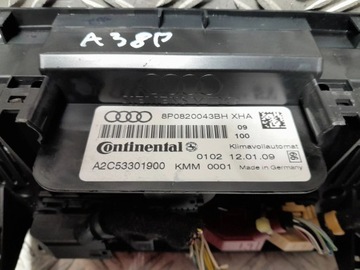 A38P
8P0820043BH XHA
09
100
Continental
Klimavollautomat
0102 12.01.09
A2C53301900 KMM 0001
Made in Germany